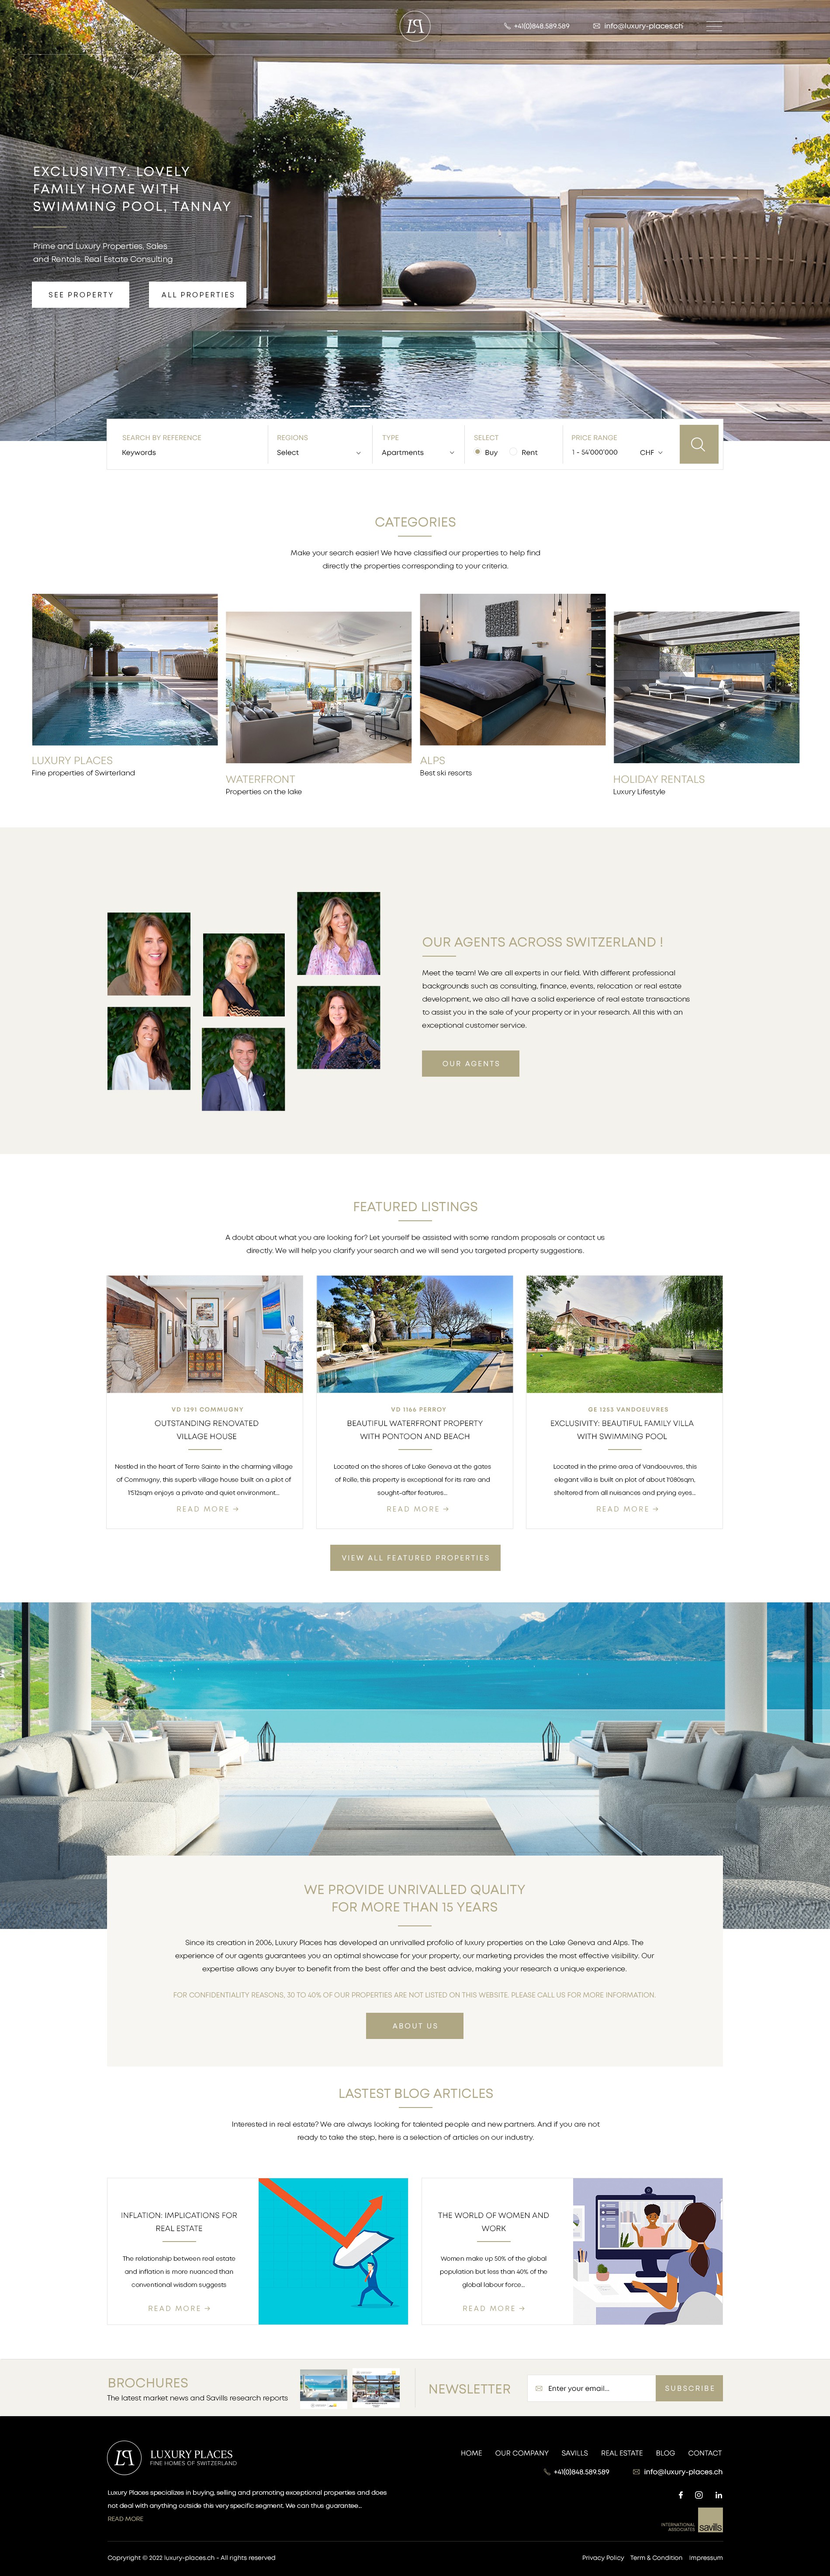 LP
+41(0)848.589.589
info@luxury-places.ch
EXCLUSIVITY. LOVELY
FAMILY HOME WITH
SWIMMING POOL, TANNAY
Prime and Luxury Properties, Sales
and Rentals. Real Estate Consulting
SEE PROPERTY
ALL PROPERTIES
SEARCH BY REFERENCE
Keywords
REGIONS
Select
TYPE
Apartments
SELECT
Buy
Rent
PRICE RANGE
1 - 54'000'000
CHF
CATEGORIES
Make your search easier! We have classified our properties to help find
directly the properties corresponding to your criteria.
LUXURY PLACES
Fine properties of Swirterland
WATERFRONT
Properties on the lake
ALPS
Best ski resorts
HOLIDAY RENTALS
Luxury Lifestyle
OUR AGENTS ACROSS SWITZERLAND !
Meet the team! We are all experts in our field. With different professional
backgrounds such as consulting, finance, events, relocation or real estate
development, we also all have a solid experience of real estate transactions
to assist you in the sale of your property or in your research. All this with an
exceptional customer service.
OUR AGENTS
FEATURED LISTINGS
A doubt about what you are looking for? Let yourself be assisted with some random proposals or contact us
directly. We will help you clarify your search and we will send you targeted property suggestions.
VD 1291 COMMUGNY
OUTSTANDING RENOVATED
VILLAGE HOUSE
Nestled in the heart of Terre Sainte in the charming village
of Commugny, this superb village house built on a plot of
1'512sqm enjoys a private and quiet environment...
READ MORE →
VD 1166 PERROY
BEAUTIFUL WATERFRONT PROPERTY
WITH PONTOON AND BEACH
Located on the shores of Lake Geneva at the gates
of Rolle, this property is exceptional for its rare and
sought-after features...
READ MORE →
GE 1253 VANDOEUVRES
EXCLUSIVITY: BEAUTIFUL FAMILY VILLA
WITH SWIMMING POOL
Located in the prime area of Vandoeuvres, this
elegant villa is built on plot of about 1'080sqm,
sheltered from all nuisances and prying eyes...
READ MORE →
VIEW ALL FEATURED PROPERTIES
WE PROVIDE UNRIVALLED QUALITY
FOR MORE THAN 15 YEARS
Since its creation in 2006, Luxury Places has developed an unrivalled profolio of luxury properties on the Lake Geneva and Alps. The
experience of our agents guarantees you an optimal showcase for your property, our marketing provides the most effective visibility. Our
expertise allows any buyer to benefit from the best offer and the best advice, making your research a unique experience.
FOR CONFIDENTIALITY REASONS, 30 TO 40% OF OUR PROPERTIES ARE NOT LISTED ON THIS WEBSITE. PLEASE CALL US FOR MORE INFORMATION.
ABOUT US
LASTEST BLOG ARTICLES
Interested in real estate? We are always looking for talented people and new partners. And if you are not
ready to take the step, here is a selection of articles on our industry.
INFLATION: IMPLICATIONS FOR
REAL ESTATE
The relationship between real estate
and inflation is more nuanced than
conventional wisdom suggests
READ MORE →
THE WORLD OF WOMEN AND
WORK
Women make up 50% of the global
population but less than 40% of the
global labour force...
READ MORE →
BROCHURES
The latest market news and Savills research reports
NEWSLETTER
Enter your email...
SUBSCRIBE
LP
LUXURY PLACES
FINE HOMES OF SWITZERLAND
Luxury Places specializes in buying, selling and promoting exceptional properties and does
not deal with anything outside this very specific segment. We can thus guarantee...
READ MORE
HOME
OUR COMPANY
SAVILLS
REAL ESTATE
BLOG
CONTACT
+41(0)848.589.589
info@luxury-places.ch
INTERNATIONAL
ASSOCIATES
savills
Copryright © 2022 luxury-places.ch - All rights reserved
Privacy Policy
Term & Condition
Impressum